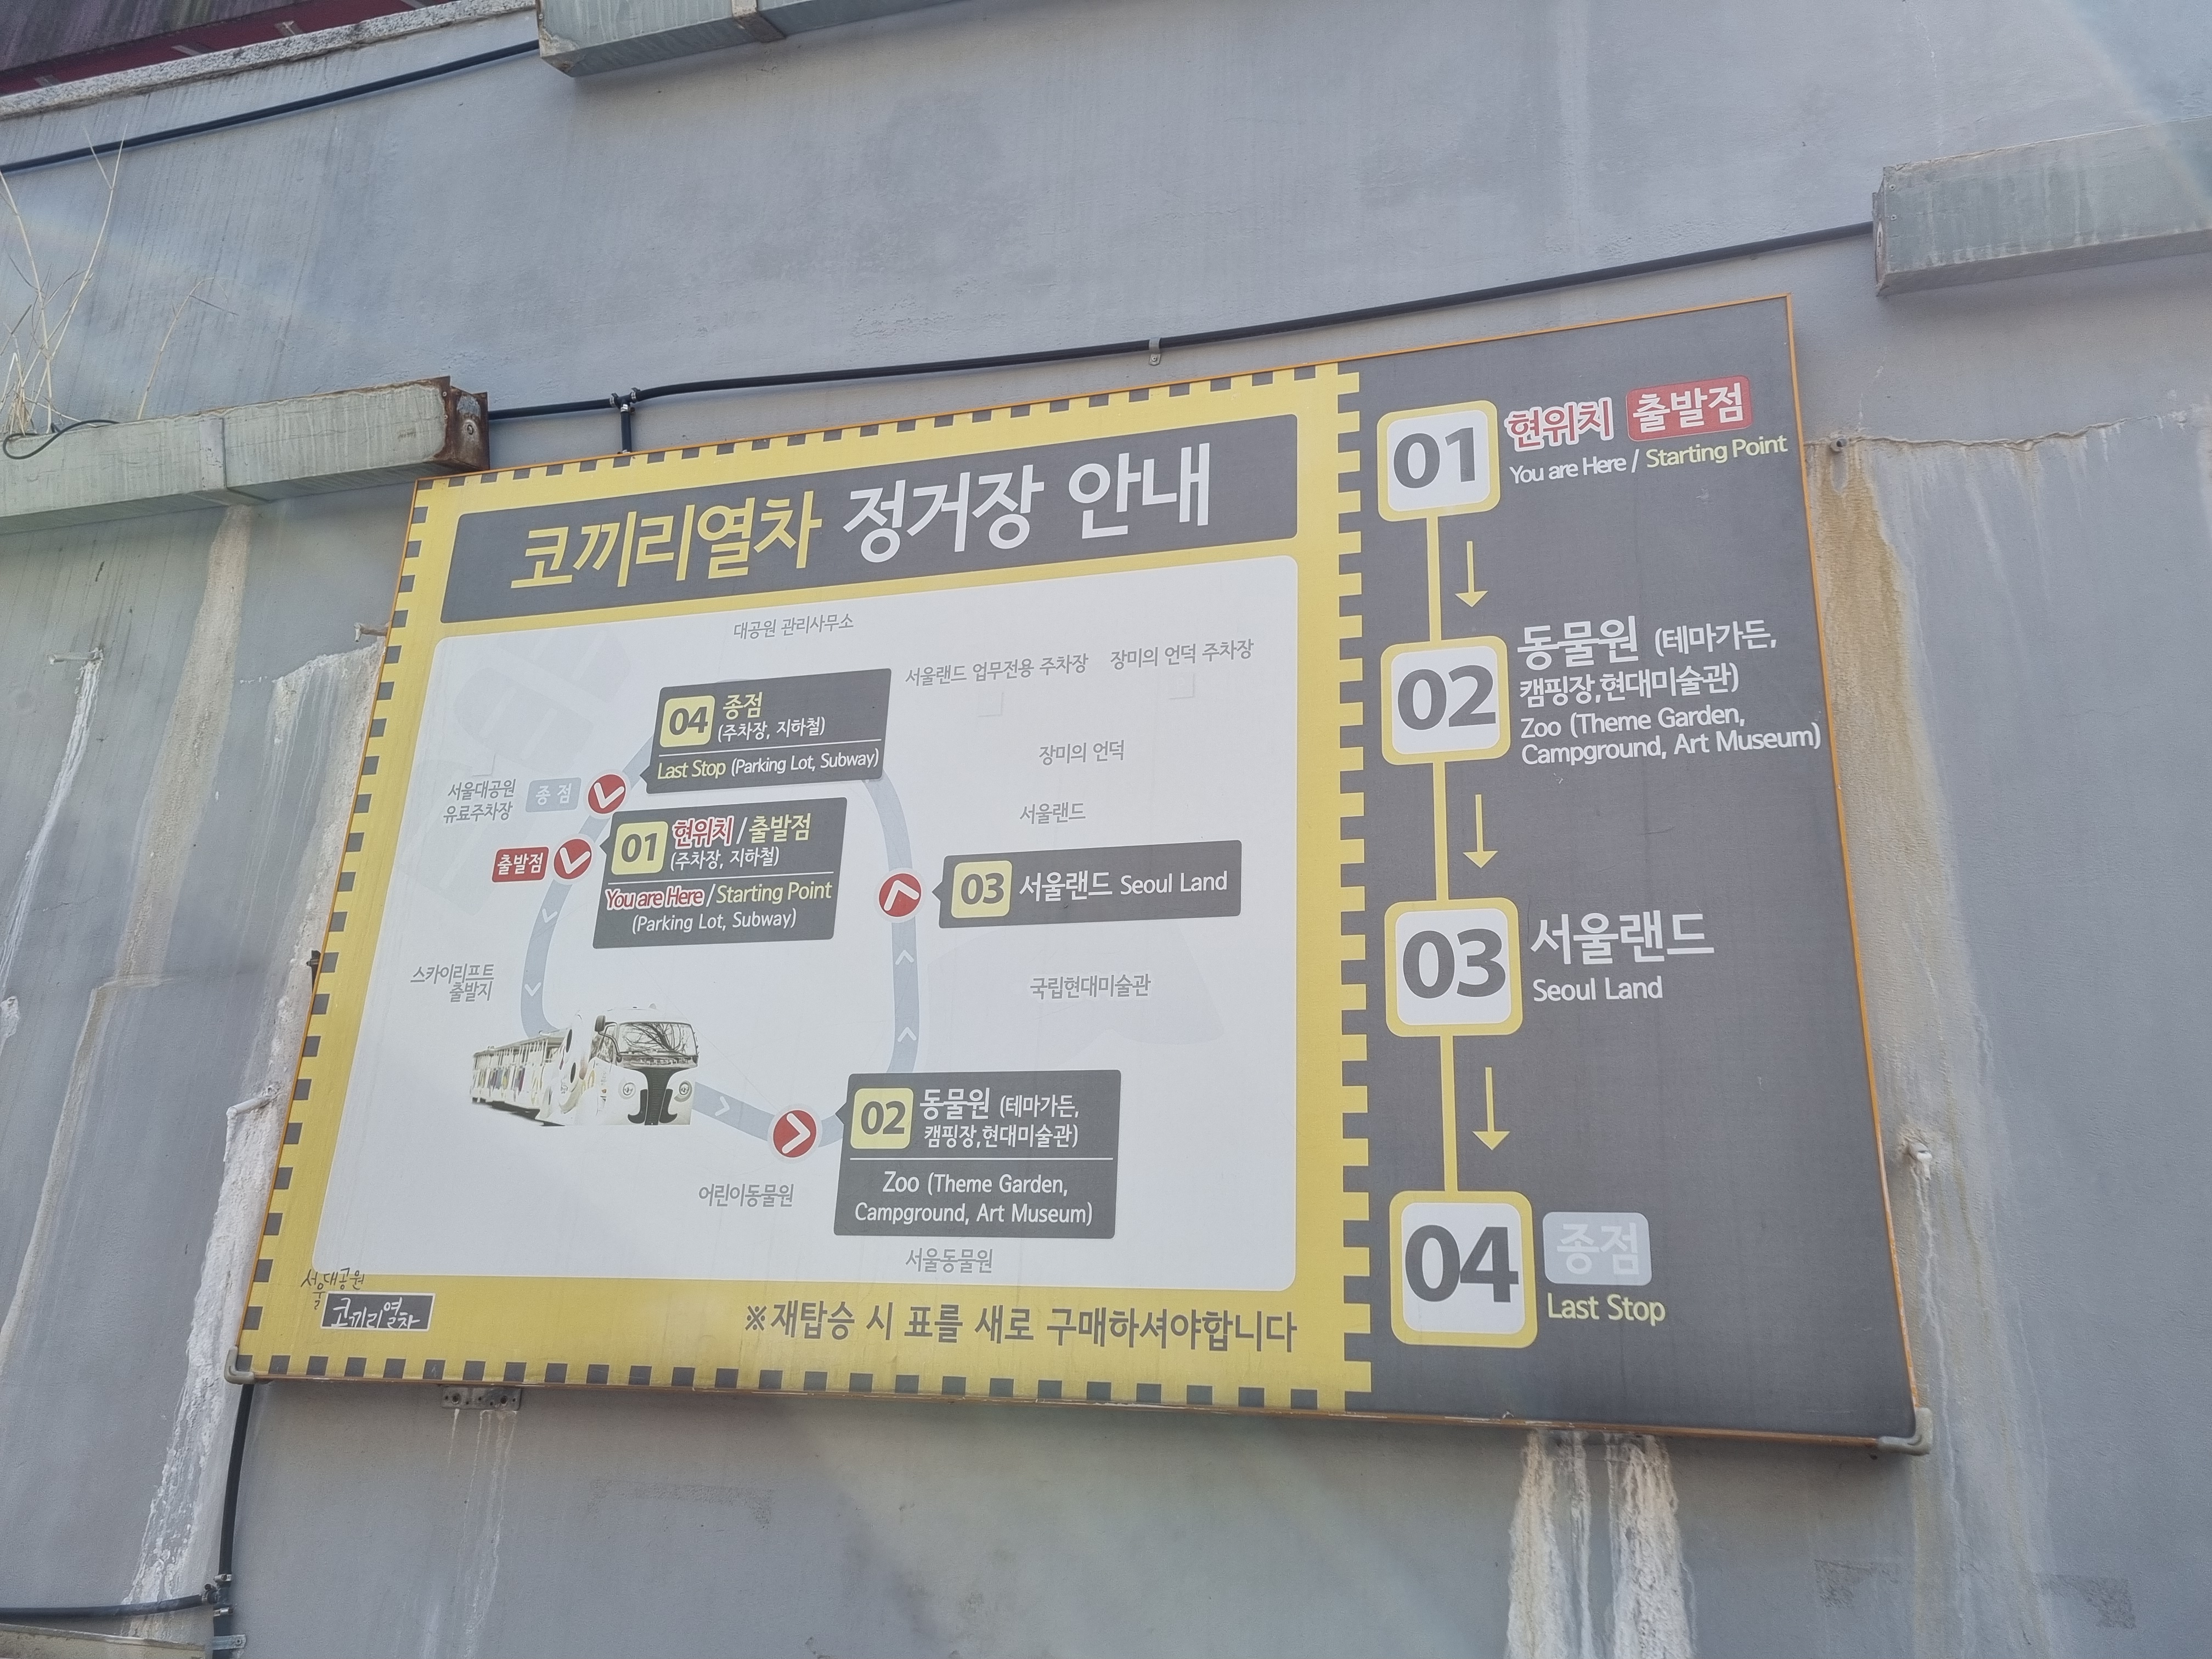 코끼리열차 정거장 안내
대공원 관리사무소
서울랜드 업무전용 주차장
장미의 언덕 주차장
04 종점
(주차장, 지하철)
Last Stop (Parking Lot, Subway)
장미의 언덕
서울대공원
유료주차장
종 점
서울랜드
출발점
01 현위치 / 출발점
(주차장, 지하철)
You are Here / Starting Point
(Parking Lot, Subway)
03 서울랜드 Seoul Land
스카이리프트
출발지
국립현대미술관
02 동물원 (테마가든,
캠핑장,현대미술관)
Zoo (Theme Garden,
Campground, Art Museum)
어린이동물원
서울동물원
서울대공원
코끼리열차
※재탑승 시 표를 새로 구매하셔야합니다
01 현위치 출발점
You are Here / Starting Point
02 동물원 (테마가든,
캠핑장,현대미술관)
Zoo (Theme Garden,
Campground, Art Museum)
03 서울랜드
Seoul Land
04 종점
Last Stop